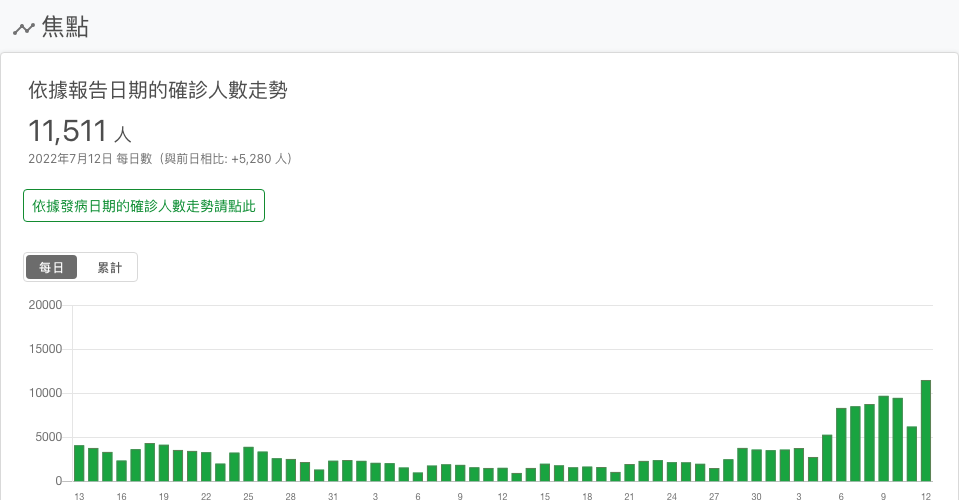 焦點
依據報告日期的確診人數走勢
11,511 人
2022年7月12日 每日數（與前日相比: +5,280 人）
依據發病日期的確診人數走勢請點此
每日 累計
20000
15000
10000
5000
0
13 16 19 22 25 28 31 3 6 9 12 15 18 21 24 27 30 3 6 9 12